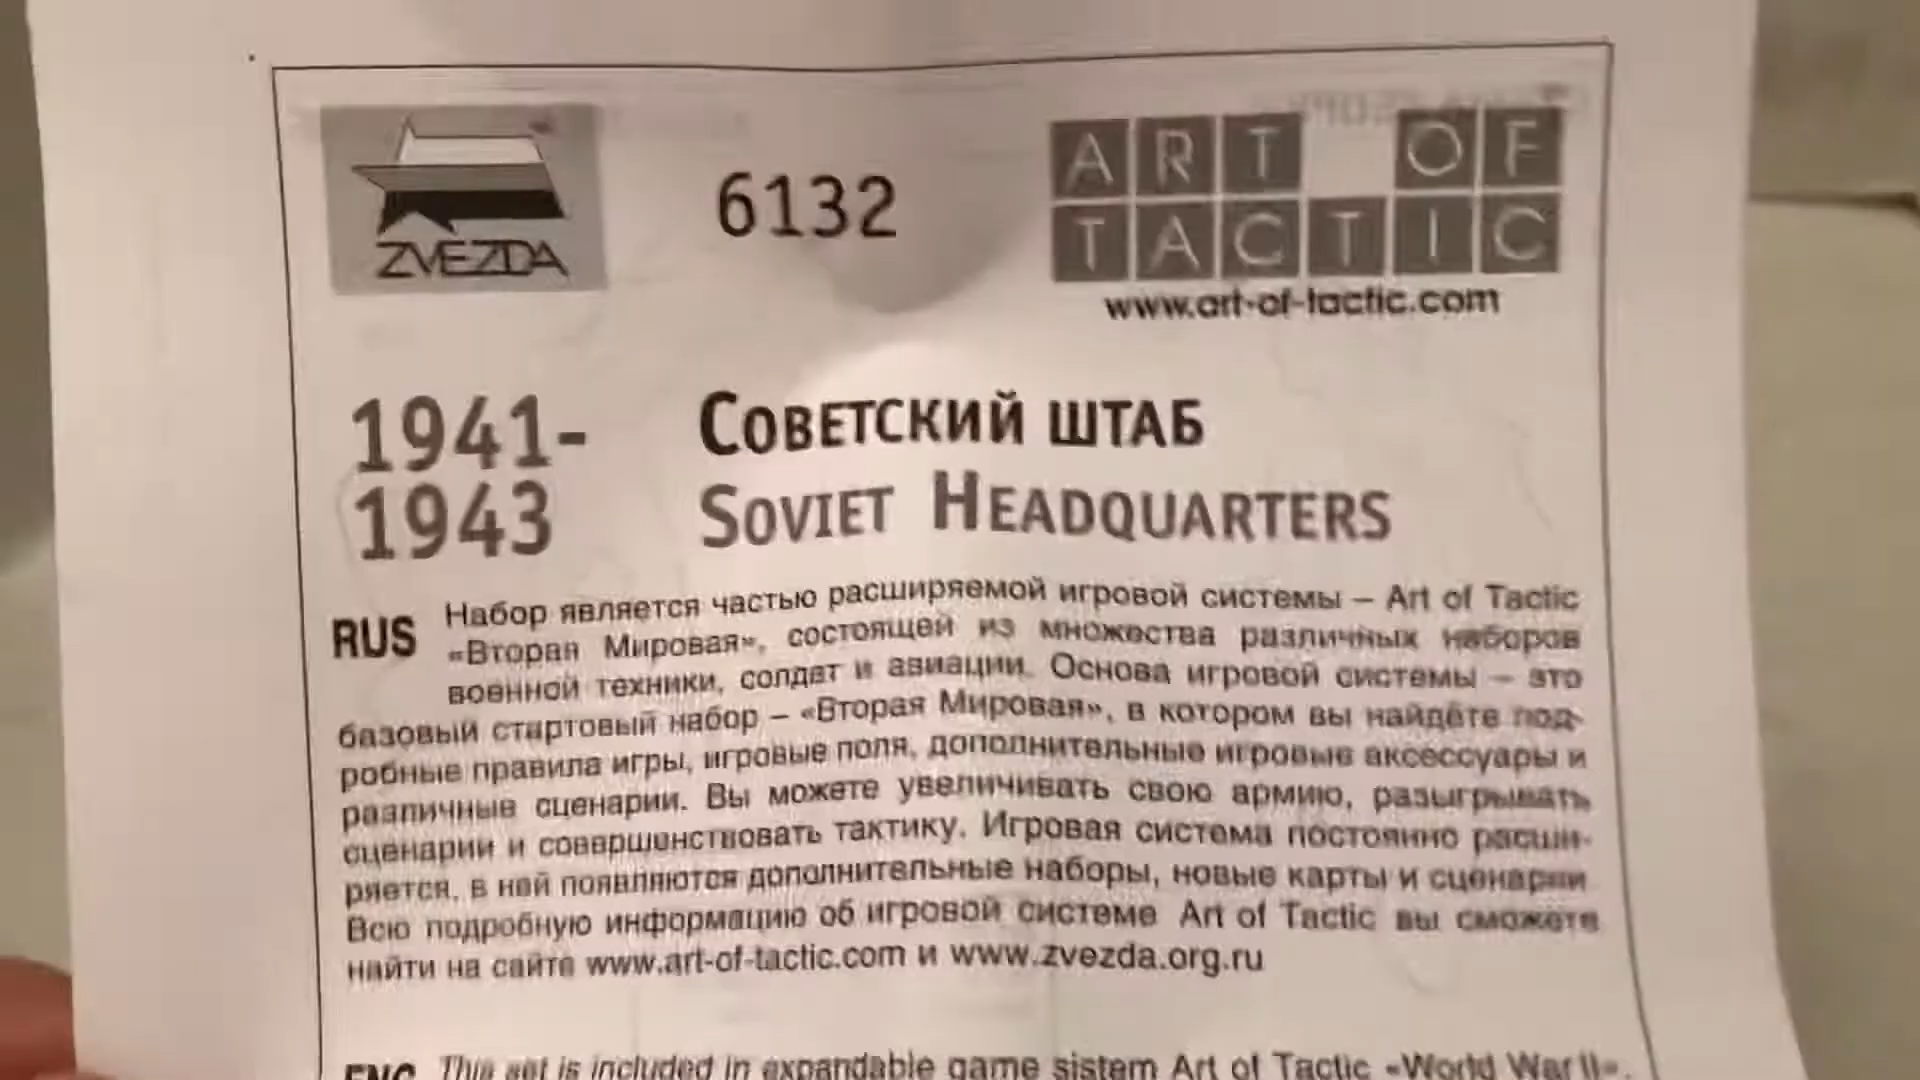 ZVEZDA
6132
ART OF
TACTIC
www.art-of-tactic.com
1941-
1943
Советский штаб
Soviet Headquarters
RUS
Набор является частью расширяемой игровой системы – Art of Tactic
«Вторая Мировая», состоящей из множества различных наборов
военной техники, солдат и авиации. Основа игровой системы – это
базовый стартовый набор – «Вторая Мировая», в котором вы найдёте под-
робные правила игры, игровые поля, дополнительные игровые аксессуары и
различные сценарии. Вы можете увеличивать свою армию, разыгрывать
сценарии и совершенствовать тактику. Игровая система постоянно расши-
ряется, в ней появляются дополнительные наборы, новые карты и сценарии
Всю подробную информацию об игровой системе Art of Tactic вы сможете
найти на сайте www.art-of-tactic.com и www.zvezda.org.ru
ENG This set is included in expandable game sistem Art of Tactic «World War II».